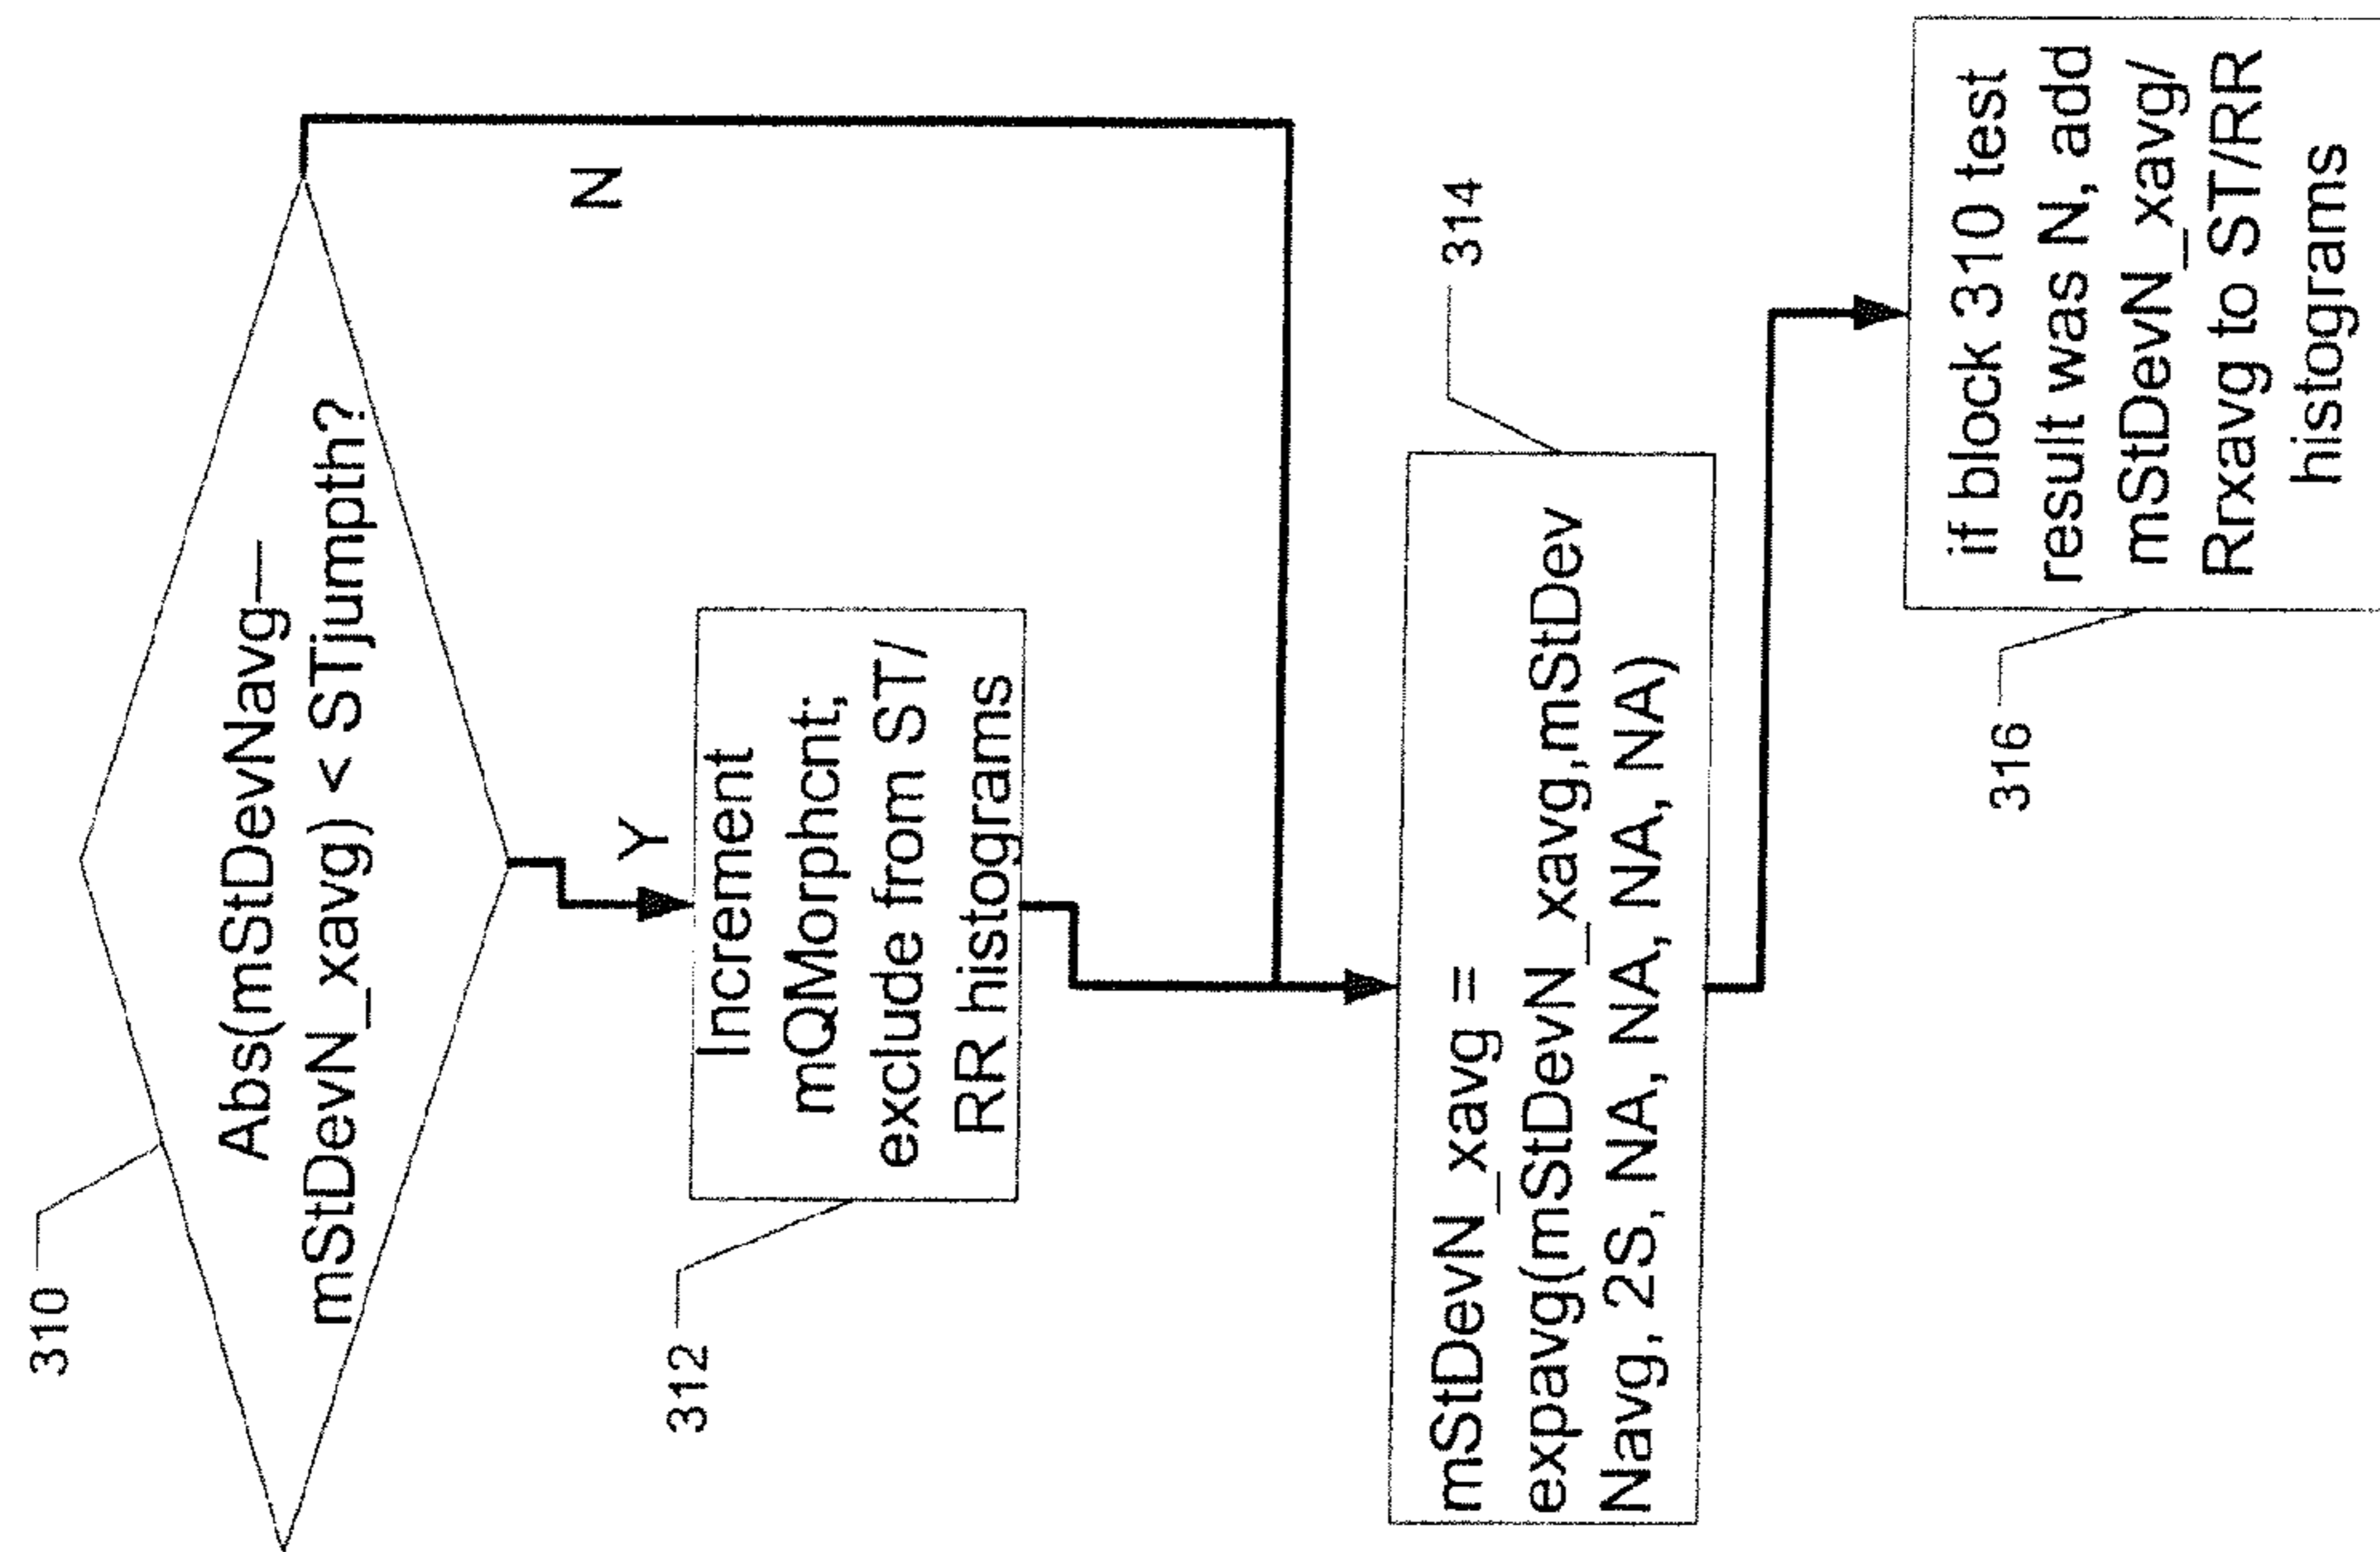 310
Abs(mStDevNavg—
mStDevN_xavg) < STjumpth?
Y
N
312
Increment
mQMorphcnt;
exclude from ST/
RR histograms
314
mStDevN_xavg =
expavg(mStDevN_xavg,mStDev
Navg, 2S, NA, NA, NA, NA)
316
if block 310 test
result was N, add
mStDevN_xavg/
Rrxavg to ST/RR
histograms